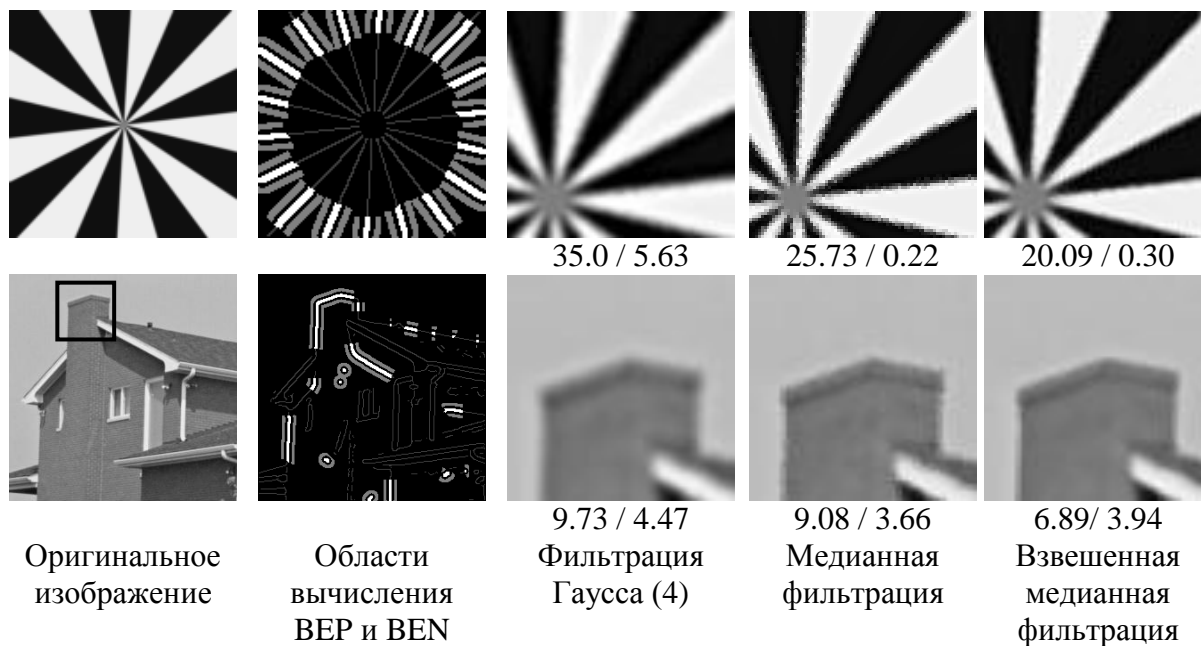 35.0 / 5.63 25.73 / 0.22 20.09 / 0.30
9.73 / 4.47 9.08 / 3.66 6.89/ 3.94
Оригинальное
изображение
Области
вычисления
BEP и BEN
Фильтрация
Гаусса (4)
Медианная
фильтрация
Взвешенная
медианная
фильтрация